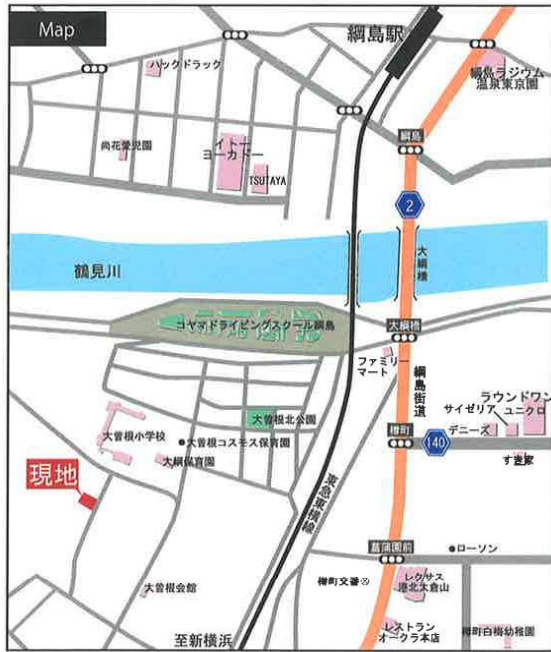 Map
綱島駅
ハックドラック
綱島ラジウム
温泉東京園
尚花愛児園
イトー
ヨーカドー
TSUTAYA
綱島
2
大綱橋
鶴見川
コヤマドライビングスクール綱島
大綱橋
ファミリー
マート
綱島街道
ラウンドワン
サイゼリア
ユニクロ
デニーズ
樽町
140
すき家
大曽根北公園
大曽根小学校
大曽根コスモス保育園
大綱保育園
現地
東急東横線
菖蒲園前
ローソン
樽町交番
レクサス
港北大倉山
大曽根会館
レストラン
オークラ本店
樽町白梅幼稚園
至新横浜